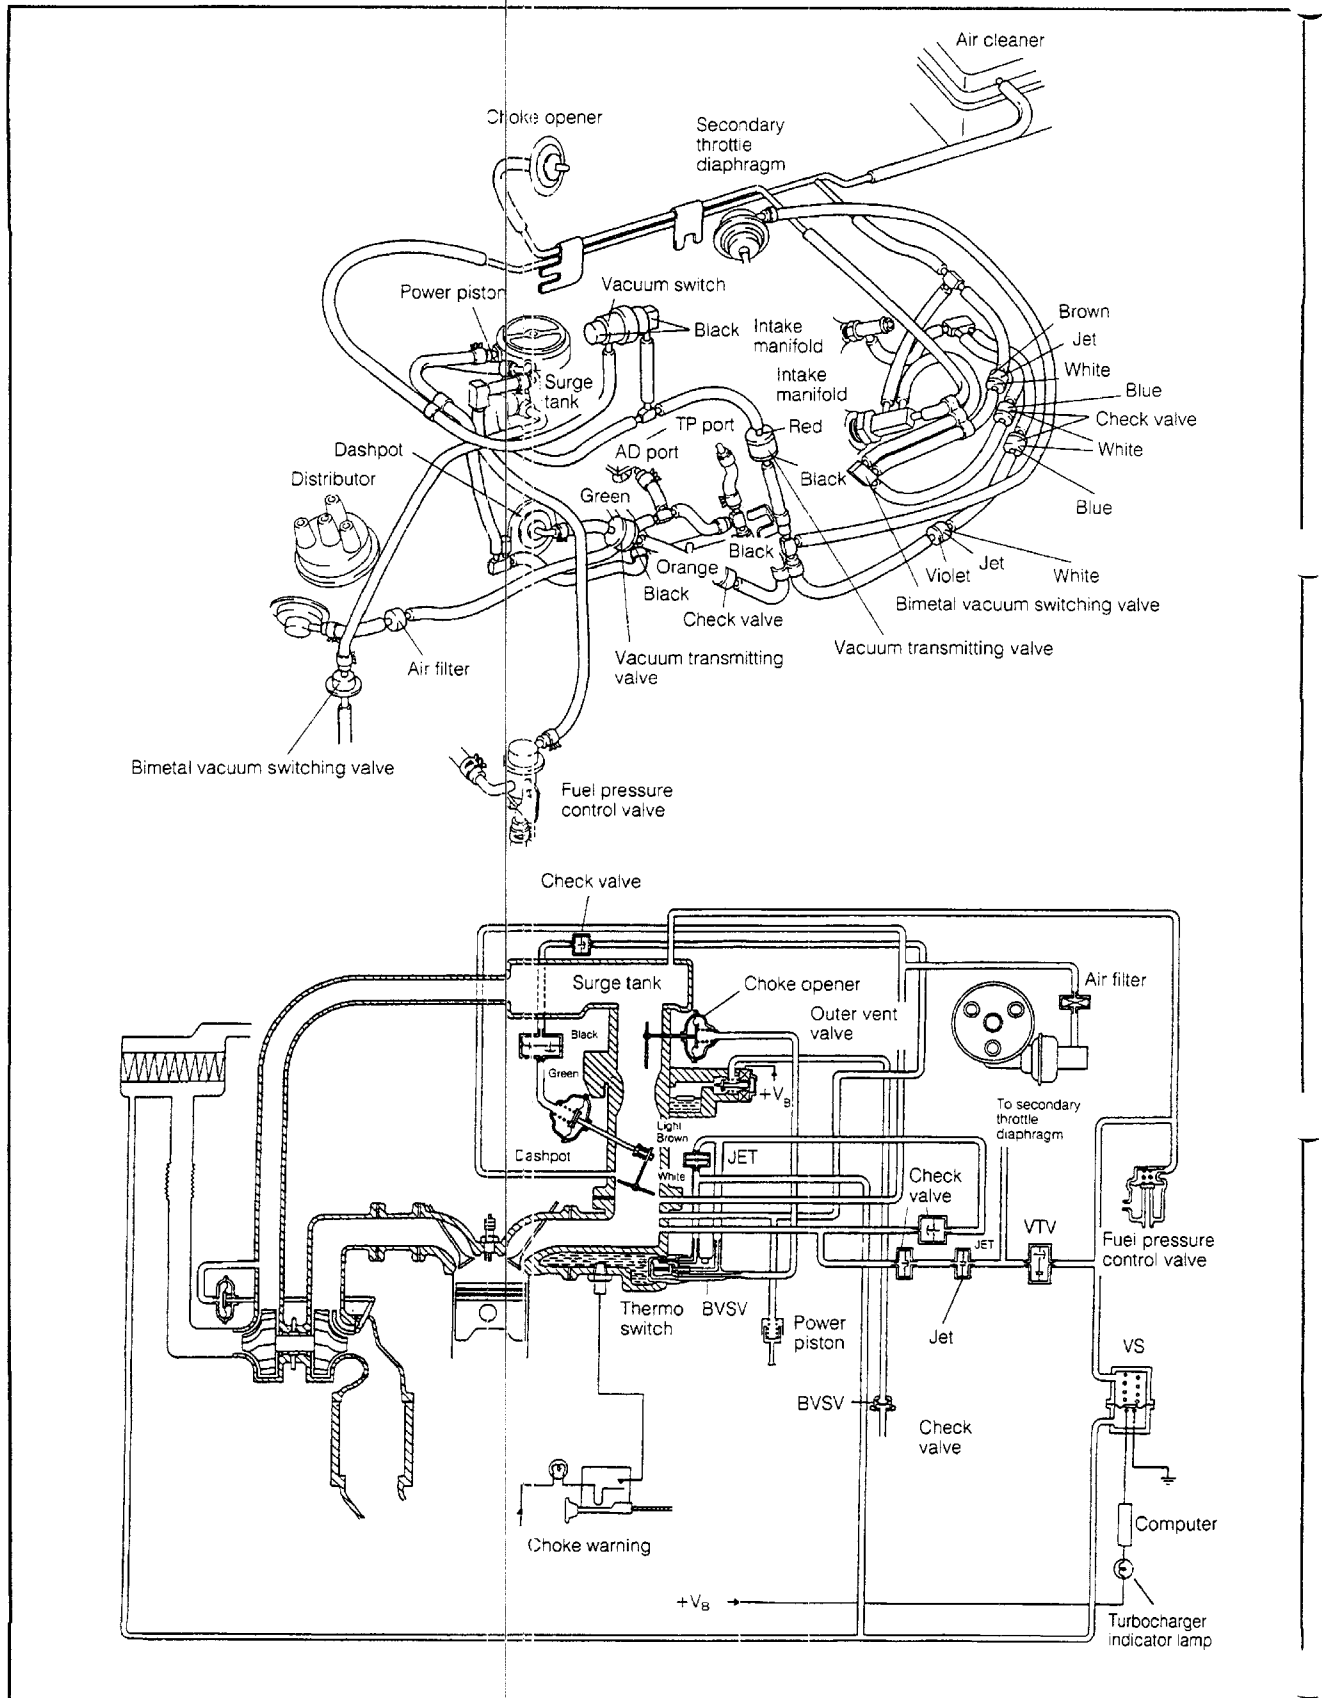 Air cleaner
Choke opener
Secondary
throttle
diaphragm
Power piston
Vacuum switch
Black
Intake
manifold
Brown
Jet
White
Surge
tank
Intake
manifold
Blue
Check valve
White
TP port
Red
AD port
Dashpot
Distributor
Green
Black
Blue
Black
Orange
Black
Violet
Jet
White
Check valve
Bimetal vacuum switching valve
Air filter
Vacuum transmitting
valve
Vacuum transmitting valve
Bimetal vacuum switching valve
Fuel pressure
control valve
Check valve
Surge tank
Choke opener
Outer vent
valve
Air filter
Black
Green
+VB
Light
Brown
To secondary
throttle
diaphragm
Dashpot
JET
White
Check
valve
VTV
JET
Fuel pressure
control valve
Thermo
switch
BVSV
Power
piston
Jet
VS
BVSV
Check
valve
Computer
Choke warning
+VB
Turbocharger
indicator lamp